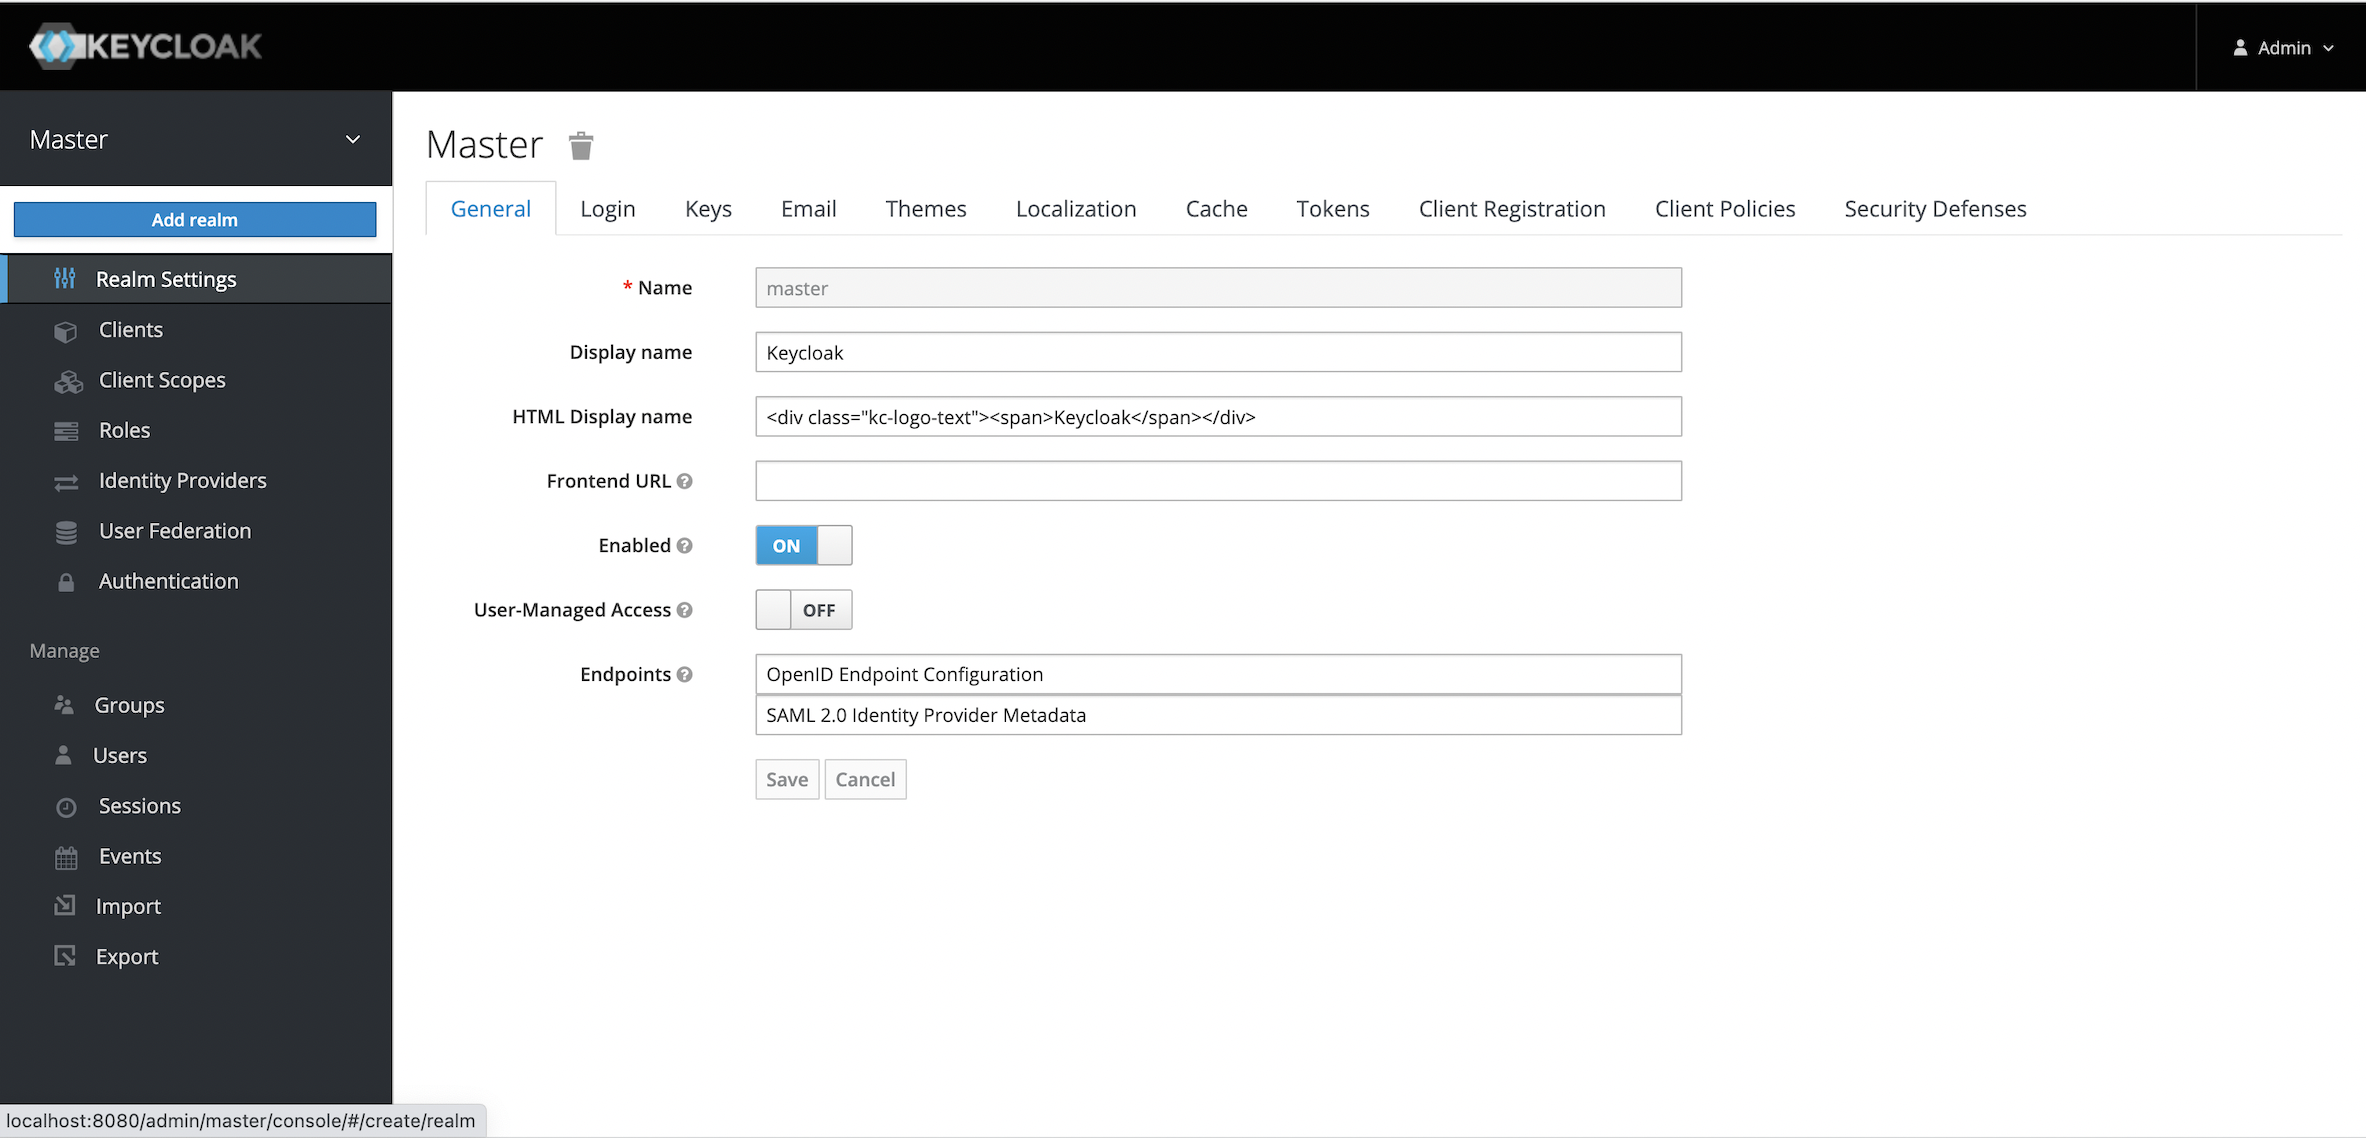 KEYCLOAK
Admin
Master
Add realm
Realm Settings
Clients
Client Scopes
Roles
Identity Providers
User Federation
Authentication
Manage
Groups
Users
Sessions
Events
Import
Export
Master
General Login Keys Email Themes Localization Cache Tokens Client Registration Client Policies Security Defenses
* Name master
Display name Keycloak
HTML Display name <div class="kc-logo-text"><span>Keycloak</span></div>
Frontend URL
Enabled ON
User-Managed Access OFF
Endpoints OpenID Endpoint Configuration
SAML 2.0 Identity Provider Metadata
Save Cancel
localhost:8080/admin/master/console/#/create/realm